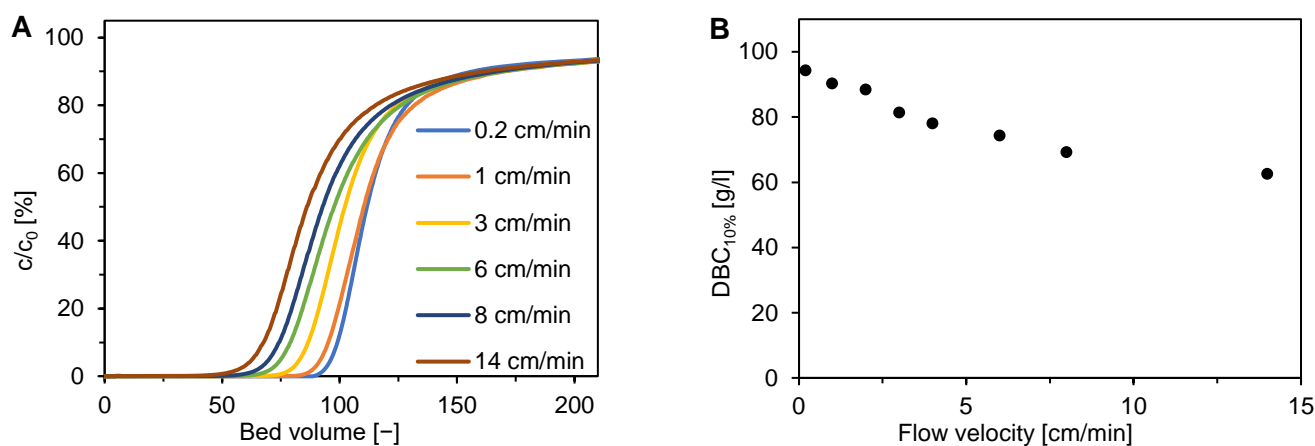 A
c/c₀ [%]
100
80
60
40
20
0
0.2 cm/min
1 cm/min
3 cm/min
6 cm/min
8 cm/min
14 cm/min
0 50 100 150 200
Bed volume [−]
B
DBC₁₀% [g/l]
100
80
60
40
20
0
0 5 10 15
Flow velocity [cm/min]